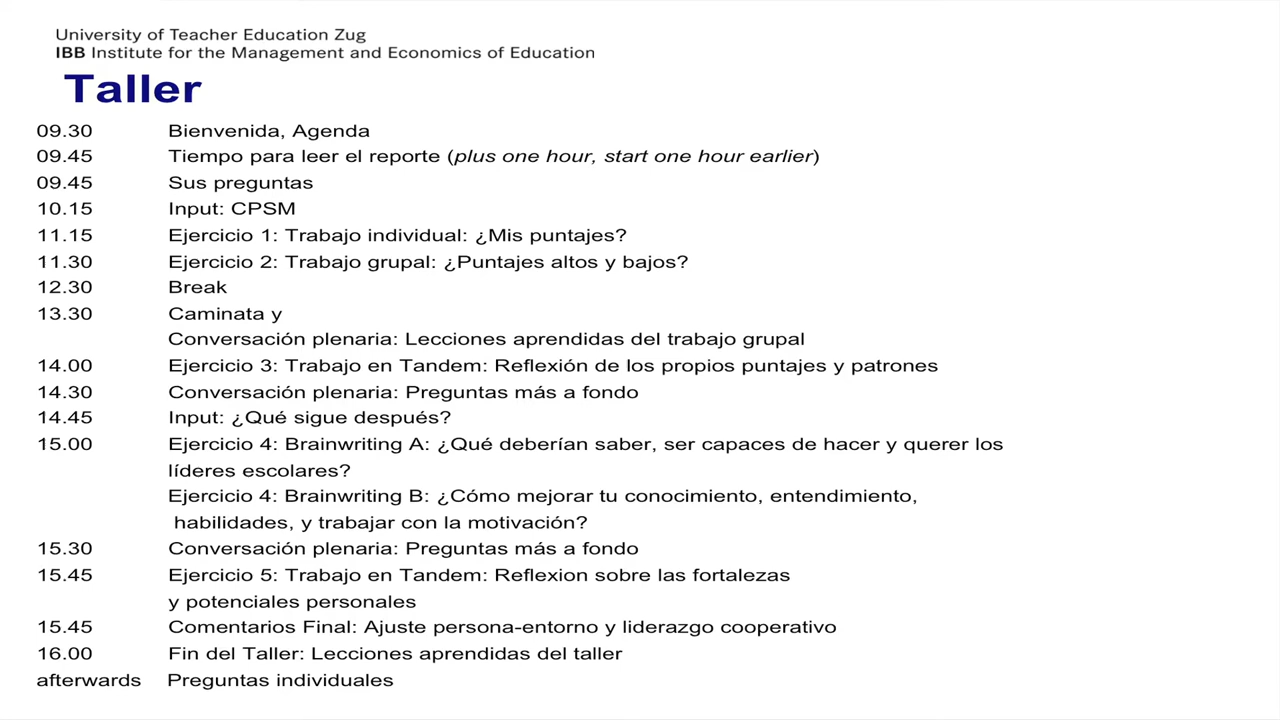 University of Teacher Education Zug
IBB Institute for the Management and Economics of Education
Taller
09.30 Bienvenida, Agenda
09.45 Tiempo para leer el reporte (plus one hour, start one hour earlier)
09.45 Sus preguntas
10.15 Input: CPSM
11.15 Ejercicio 1: Trabajo individual: ¿Mis puntajes?
11.30 Ejercicio 2: Trabajo grupal: ¿Puntajes altos y bajos?
12.30 Break
13.30 Caminata y
Conversación plenaria: Lecciones aprendidas del trabajo grupal
14.00 Ejercicio 3: Trabajo en Tandem: Reflexión de los propios puntajes y patrones
14.30 Conversación plenaria: Preguntas más a fondo
14.45 Input: ¿Qué sigue después?
15.00 Ejercicio 4: Brainwriting A: ¿Qué deberían saber, ser capaces de hacer y querer los
líderes escolares?
Ejercicio 4: Brainwriting B: ¿Cómo mejorar tu conocimiento, entendimiento,
habilidades, y trabajar con la motivación?
15.30 Conversación plenaria: Preguntas más a fondo
15.45 Ejercicio 5: Trabajo en Tandem: Reflexion sobre las fortalezas
y potenciales personales
15.45 Comentarios Final: Ajuste persona-entorno y liderazgo cooperativo
16.00 Fin del Taller: Lecciones aprendidas del taller
afterwards Preguntas individuales